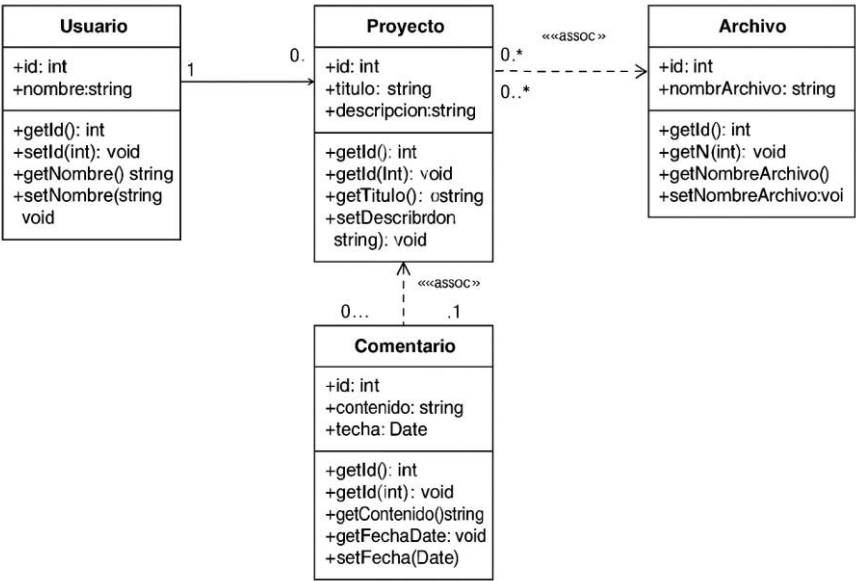 Usuario
+id: int
+nombre:string
+getId(): int
+setId(int): void
+getNombre() string
+setNombre(string
void
1
0.
Proyecto
+id: int
+titulo: string
+descripcion:string
+getId(): int
+getId(Int): void
+getTitulo(): ostring
+setDescribrdon
string): void
0.*
««assoc»
0..*
Archivo
+id: int
+nombrArchivo: string
+getId(): int
+getN(int): void
+getNombreArchivo()
+setNombreArchivo:voi
««assoc»
0...
.1
Comentario
+id: int
+contenido: string
+techa: Date
+getId(): int
+getId(int): void
+getContenido()string
+getFechaDate: void
+setFecha(Date)